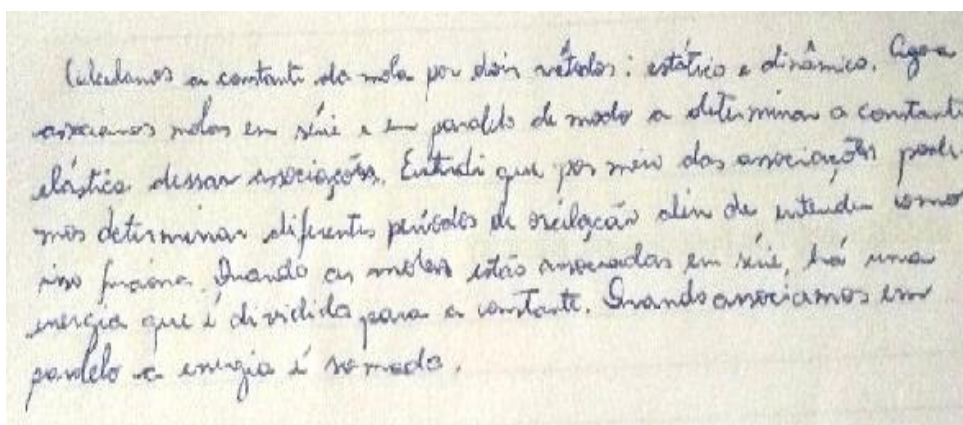 Calculamos a constante da mola por dois métodos: estático e dinâmico. Agora
associamos molas em série e em paralelo de modo a determinar a constante
elástica dessas associações. Entendi que por meio das associações pode-
mos determinar diferentes períodos de oscilação além de entender como
isso funciona. Quando as molas estão associadas em série, há uma
energia que é dividida para a constante. Quando associamos em
paralelo a energia é somada.